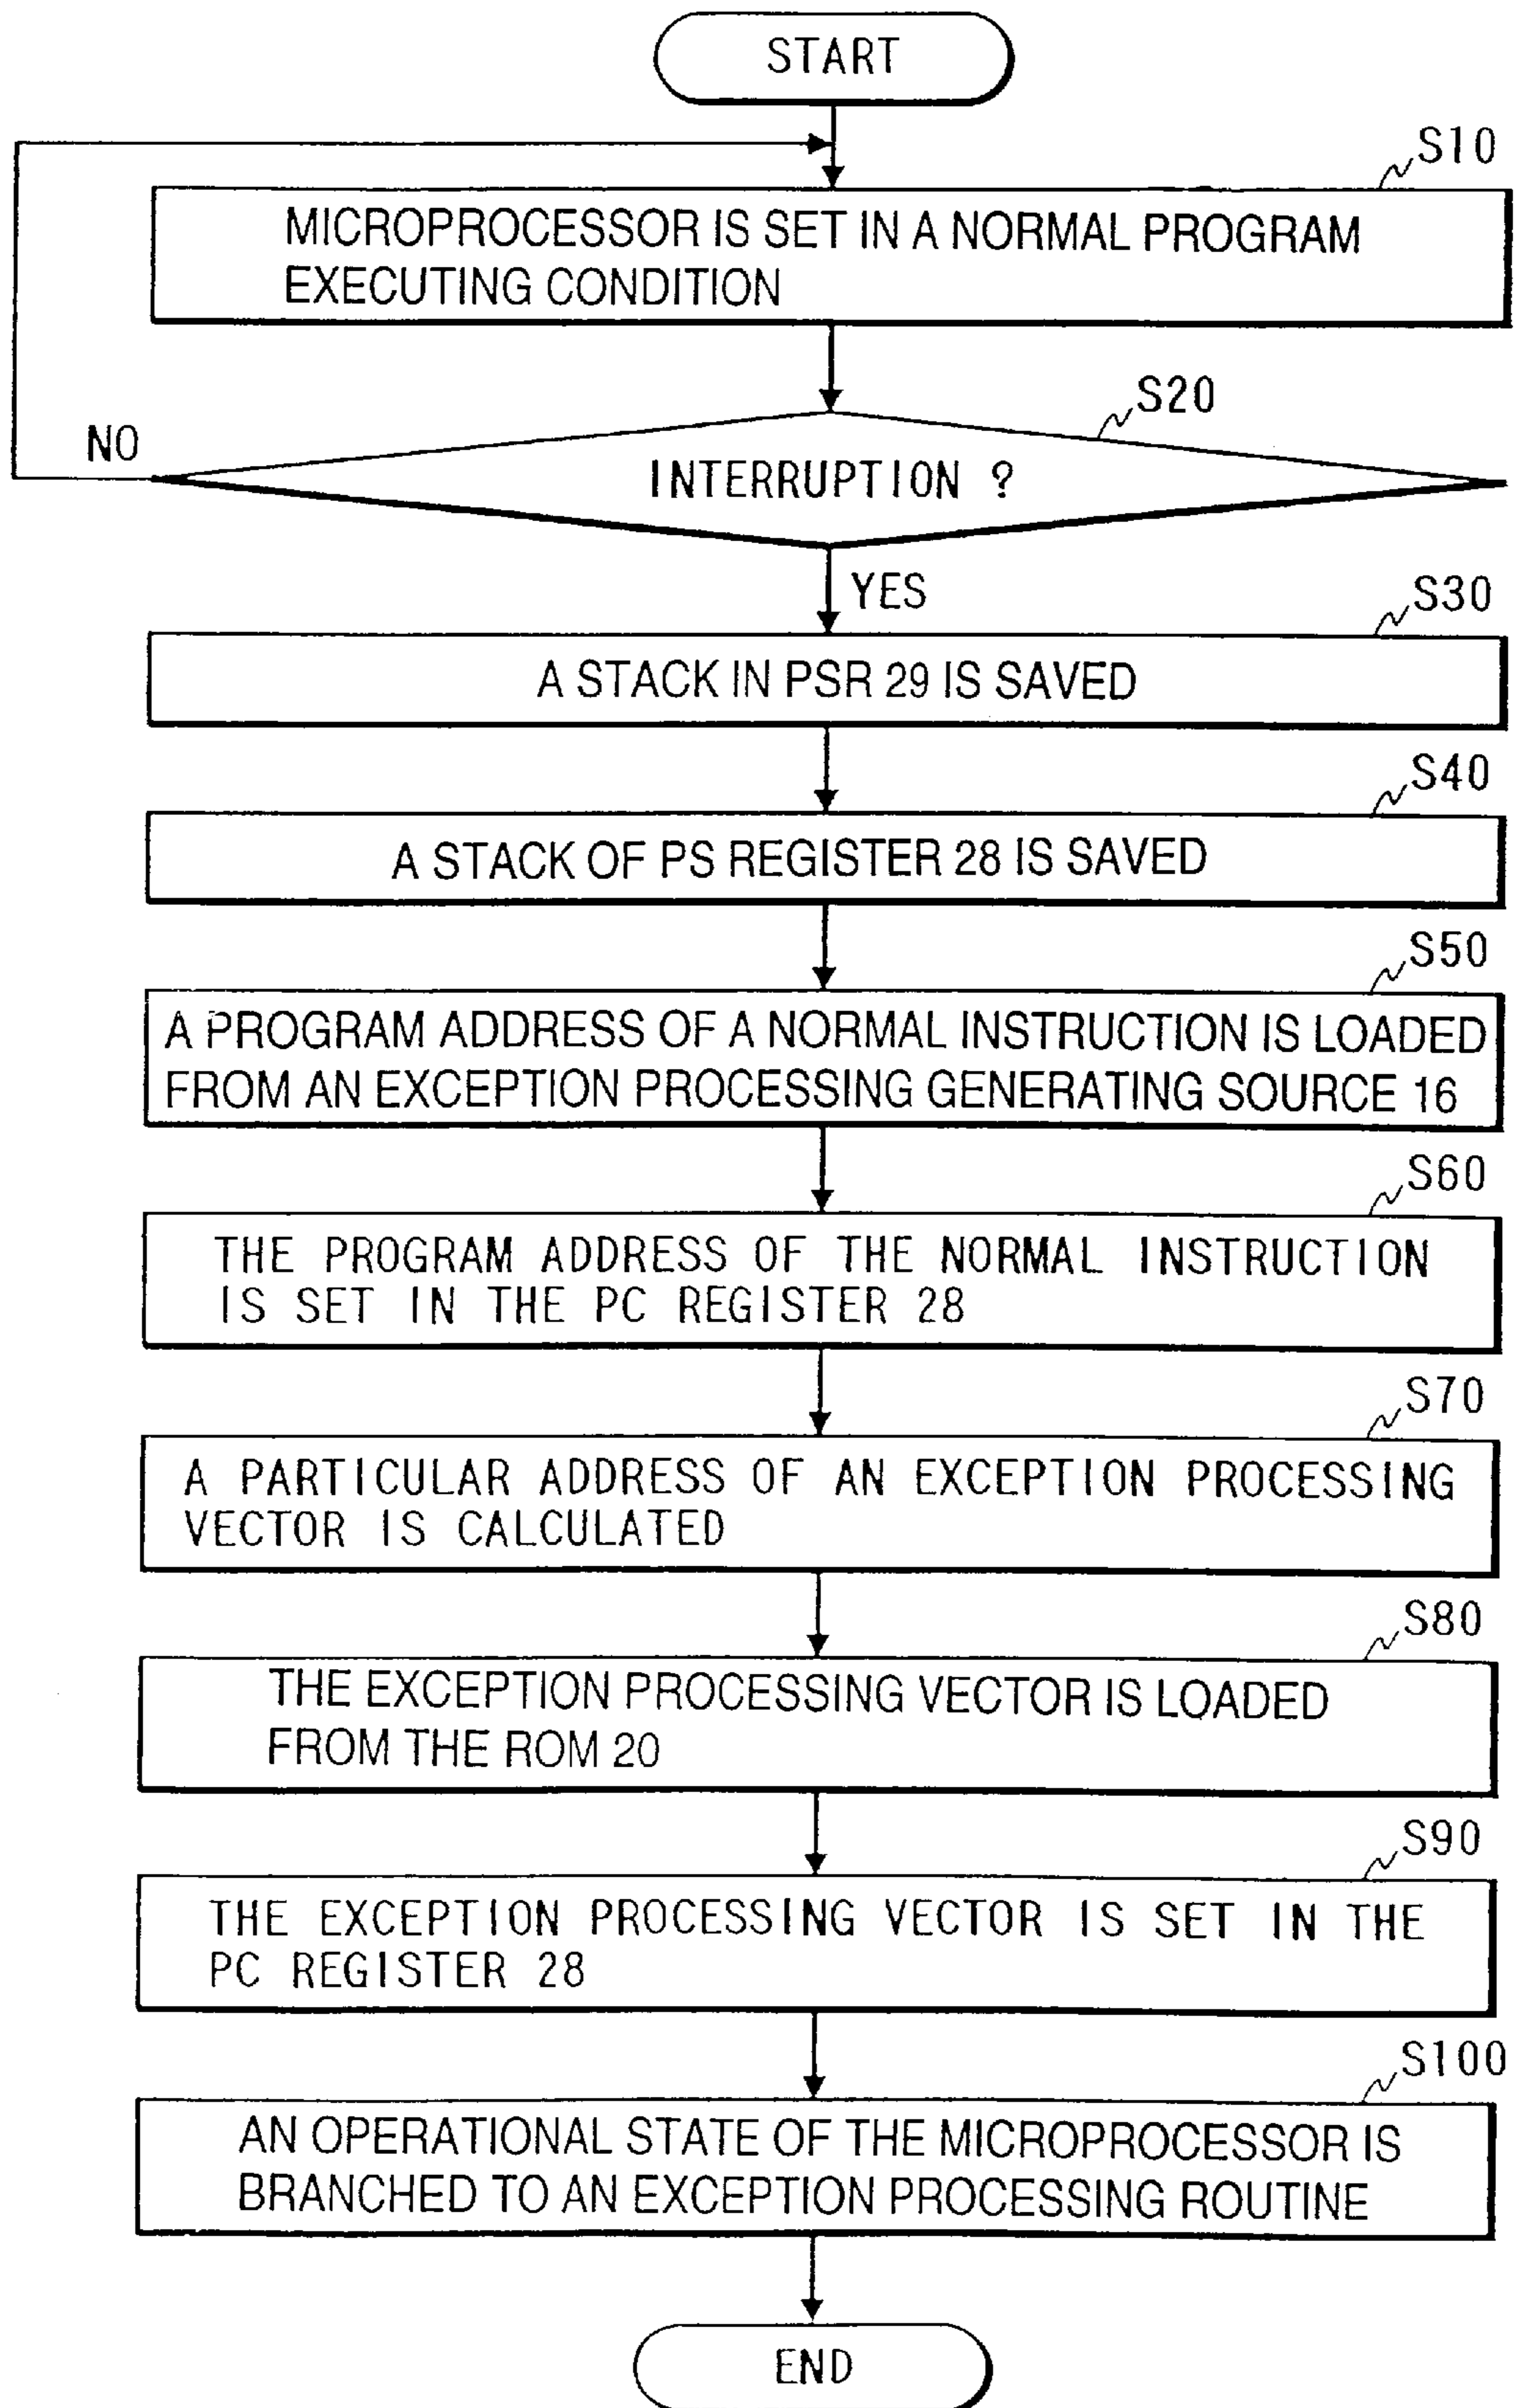 START
S10
MICROPROCESSOR IS SET IN A NORMAL PROGRAM
EXECUTING CONDITION
S20
NO
INTERRUPTION ?
YES
S30
A STACK IN PSR 29 IS SAVED
S40
A STACK OF PS REGISTER 28 IS SAVED
S50
A PROGRAM ADDRESS OF A NORMAL INSTRUCTION IS LOADED
FROM AN EXCEPTION PROCESSING GENERATING SOURCE 16
S60
THE PROGRAM ADDRESS OF THE NORMAL INSTRUCTION
IS SET IN THE PC REGISTER 28
S70
A PARTICULAR ADDRESS OF AN EXCEPTION PROCESSING
VECTOR IS CALCULATED
S80
THE EXCEPTION PROCESSING VECTOR IS LOADED
FROM THE ROM 20
S90
THE EXCEPTION PROCESSING VECTOR IS SET IN THE
PC REGISTER 28
S100
AN OPERATIONAL STATE OF THE MICROPROCESSOR IS
BRANCHED TO AN EXCEPTION PROCESSING ROUTINE
END